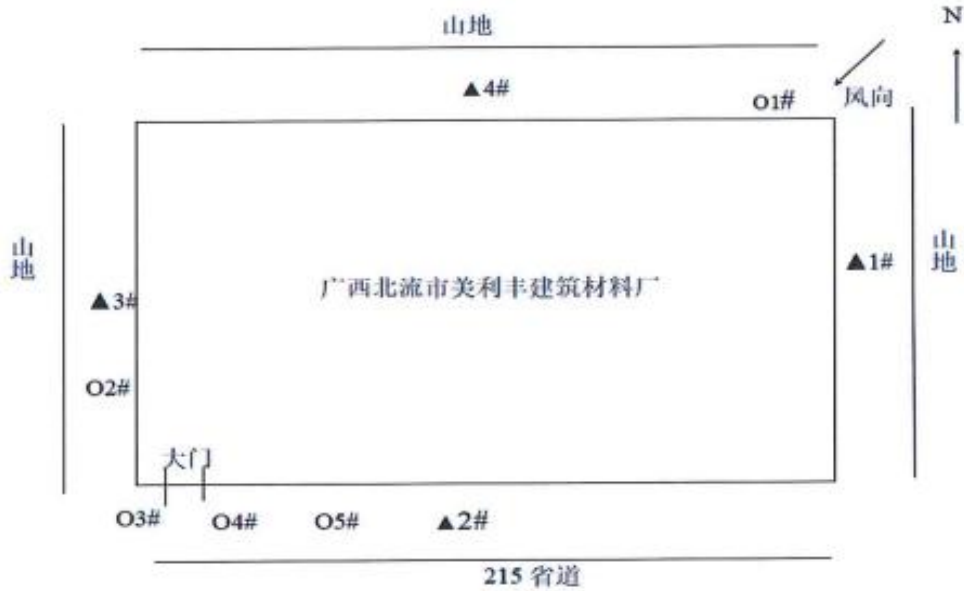 N
山地
▲4#
O1#
风向
山地
山地
▲1#
广西北流市美利丰建筑材料厂
▲3#
O2#
大门
O3#
O4#
O5#
▲2#
215 省道